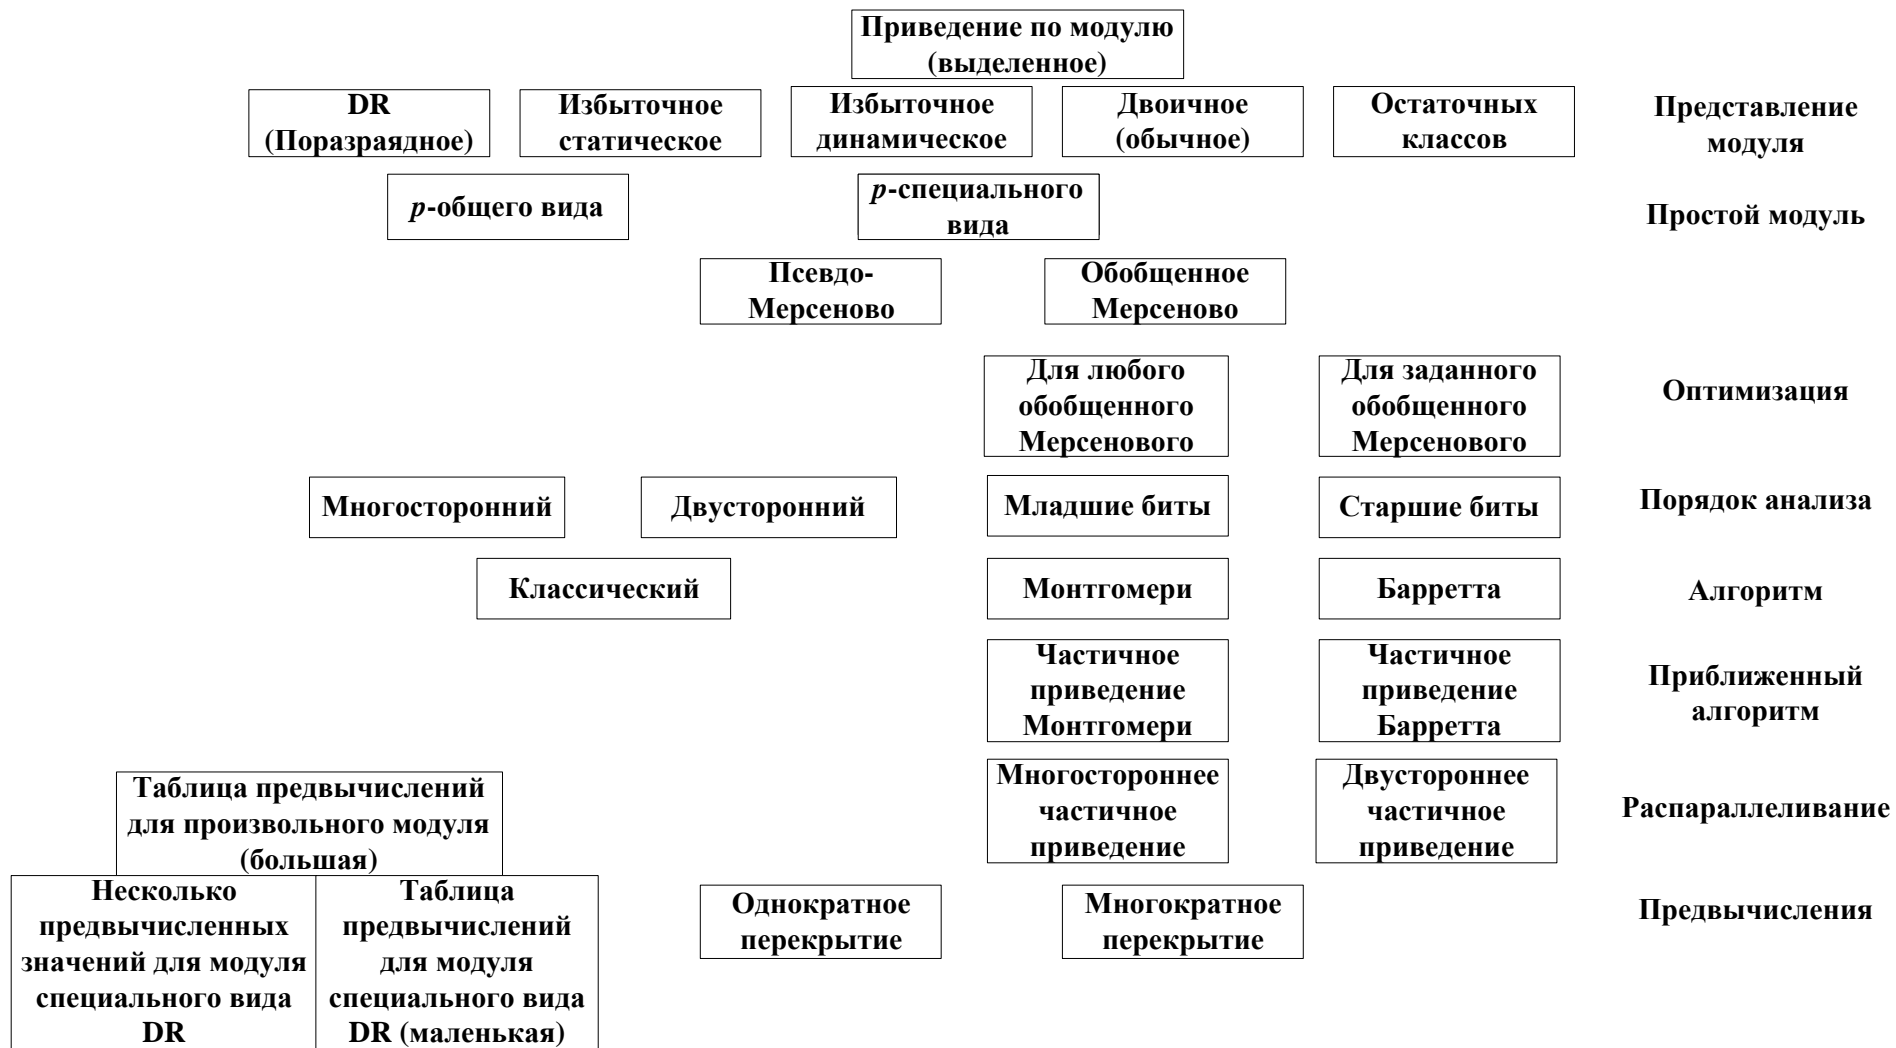 Приведение по модулю
(выделенное)
DR
(Поразраядное)
Избыточное
статическое
Избыточное
динамическое
Двоичное
(обычное)
Остаточных
классов
Представление
модуля
p-общего вида
p-специального
вида
Простой модуль
Псевдо-
Мерсеново
Обобщенное
Мерсеново
Для любого
обобщенного
Мерсенового
Для заданного
обобщенного
Мерсенового
Оптимизация
Многосторонний
Двусторонний
Младшие биты
Старшие биты
Порядок анализа
Классический
Монтгомери
Барретта
Алгоритм
Частичное
приведение
Монтгомери
Частичное
приведение
Барретта
Приближенный
алгоритм
Таблица предвычислений
для произвольного модуля
(большая)
Многостороннее
частичное
приведение
Двустороннее
частичное
приведение
Распараллеливание
Несколько
предвычисленных
значений для модуля
специального вида
DR
Таблица
предвычислений
для модуля
специального вида
DR (маленькая)
Однократное
перекрытие
Многократное
перекрытие
Предвычисления